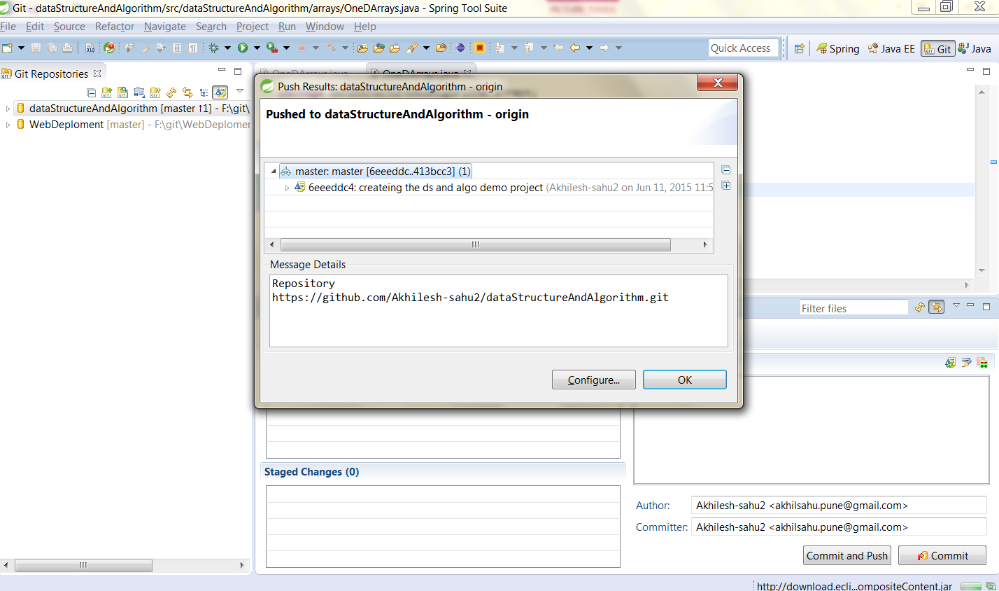 Git - dataStructureAndAlgorithm/src/dataStructureAndAlgorithm/arrays/OneDArrays.java - Spring Tool Suite
File Edit Source Refactor Navigate Search Project Run Window Help
Quick Access
Spring Java EE Git Java
Git Repositories
OneDArrays.java OneDArrays.java
dataStructureAndAlgorithm [master ↑1] - F:\git\
WebDeploment [master] - F:\git\WebDeplomer
Push Results: dataStructureAndAlgorithm - origin
Pushed to dataStructureAndAlgorithm - origin
master: master [6eeeddc..413bcc3] (1)
6eeeddc4: createing the ds and algo demo project (Akhilesh-sahu2 on Jun 11, 2015 11:5
Message Details
Repository
https://github.com/Akhilesh-sahu2/dataStructureAndAlgorithm.git
Configure...
OK
Filter files
Staged Changes (0)
Author: Akhilesh-sahu2 <akhilsahu.pune@gmail.com>
Committer: Akhilesh-sahu2 <akhilsahu.pune@gmail.com>
Commit and Push
Commit
http://download.ecli...ompositeContent.jar